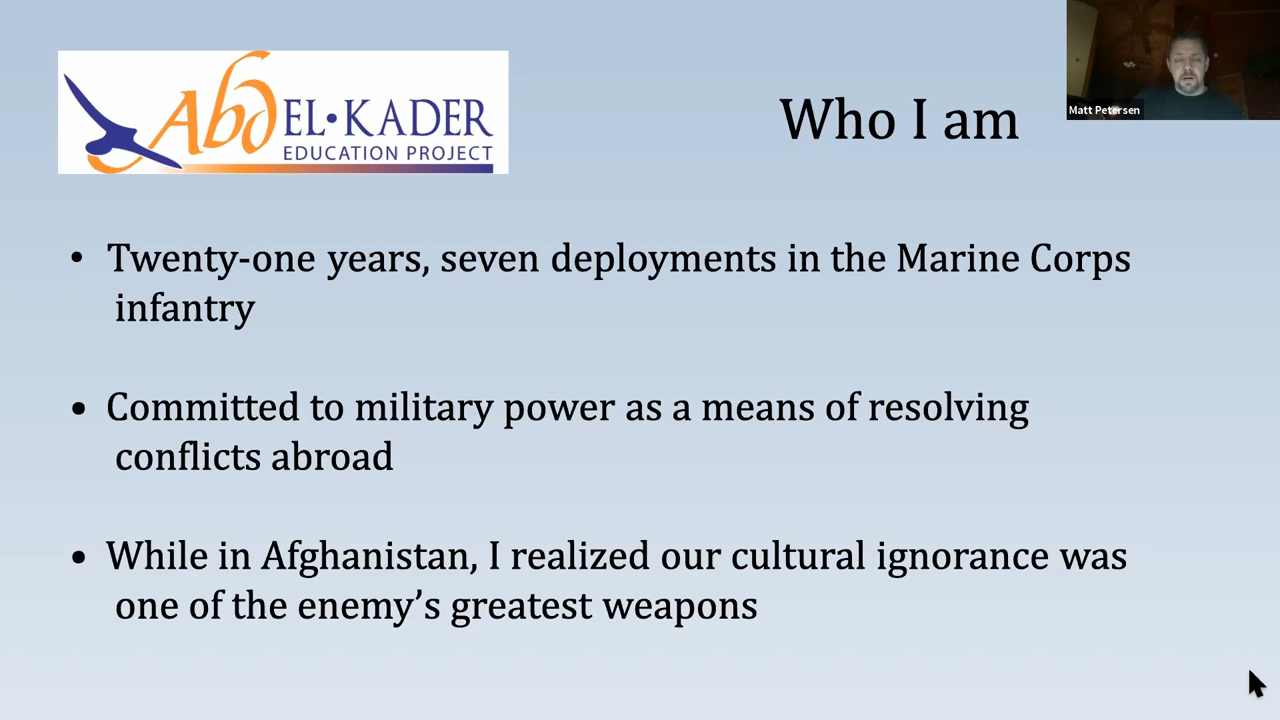 Abd EL•KADER
EDUCATION PROJECT
Who I am
Matt Petersen
• Twenty-one years, seven deployments in the Marine Corps
infantry
• Committed to military power as a means of resolving
conflicts abroad
• While in Afghanistan, I realized our cultural ignorance was
one of the enemy’s greatest weapons